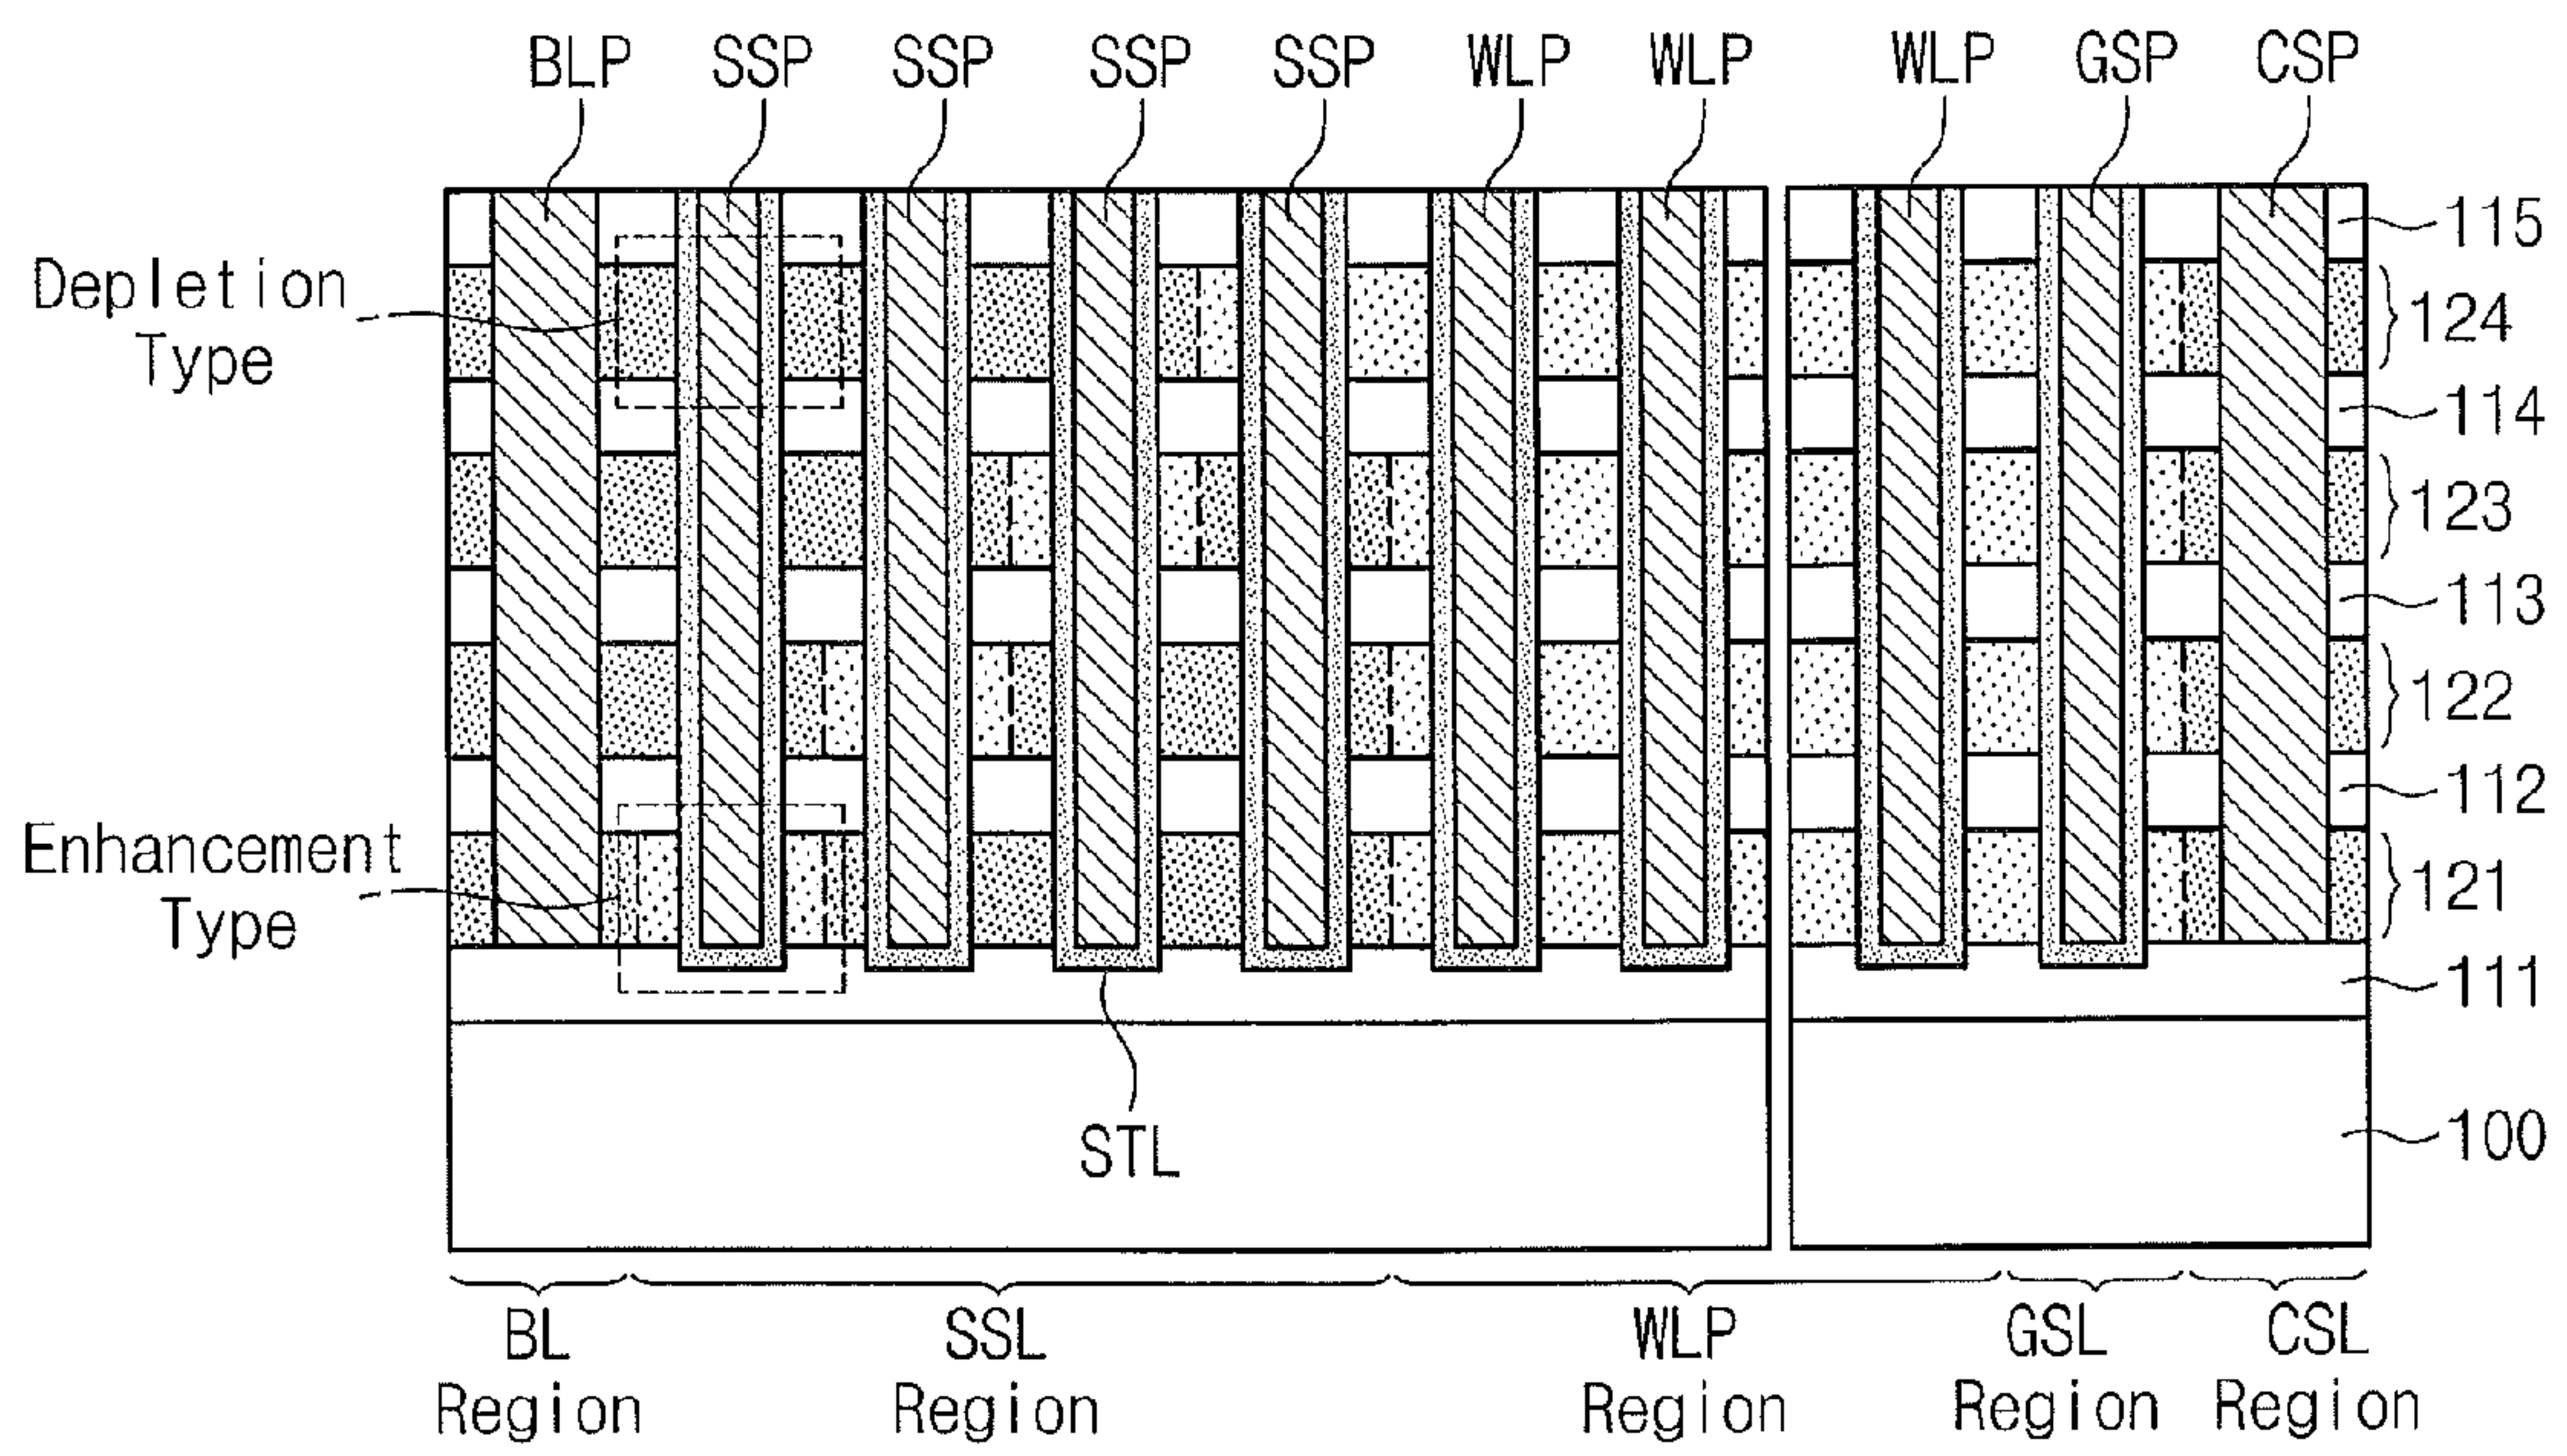 BLP SSP SSP SSP SSP WLP WLP WLP GSP CSP
115
Depletion
Type
124
114
123
113
122
112
Enhancement
Type
121
111
100
STL
BL
Region
SSL
Region
WLP
Region
GSL
Region
CSL
Region